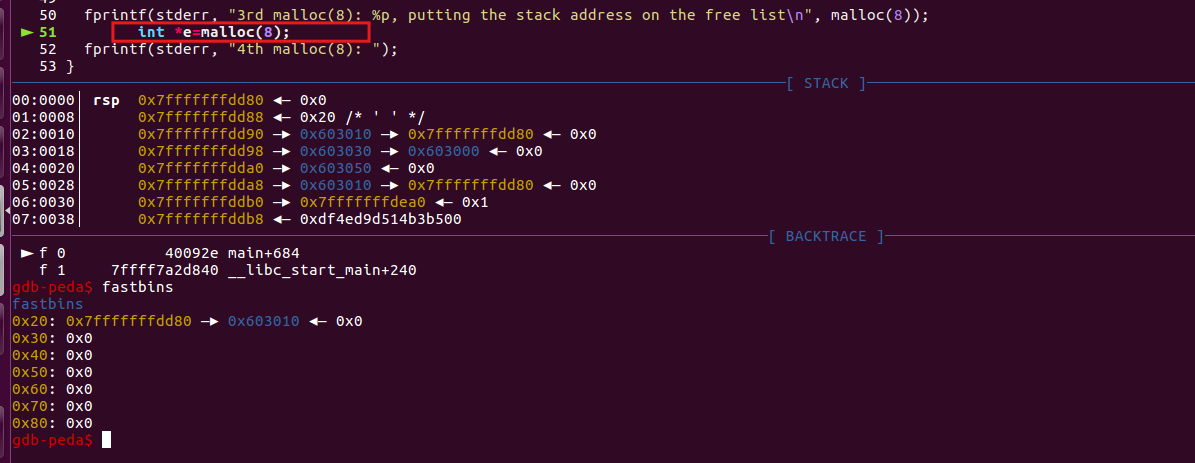 50   fprintf(stderr, "3rd malloc(8): %p, putting the stack address on the free list\n", malloc(8));
► 51         int *e=malloc(8);
52   fprintf(stderr, "4th malloc(8): ");
53 }
[ STACK ]
00:0000│ rsp  0x7fffffffdd80 ◂— 0x0
01:0008│      0x7fffffffdd88 ◂— 0x20 /* ' ' */
02:0010│      0x7fffffffdd90 —▸ 0x603010 —▸ 0x7fffffffdd80 ◂— 0x0
03:0018│      0x7fffffffdd98 —▸ 0x603030 —▸ 0x603000 ◂— 0x0
04:0020│      0x7fffffffdda0 —▸ 0x603050 ◂— 0x0
05:0028│      0x7fffffffdda8 —▸ 0x603010 —▸ 0x7fffffffdd80 ◂— 0x0
06:0030│      0x7fffffffddb0 —▸ 0x7fffffffdea0 ◂— 0x1
07:0038│      0x7fffffffddb8 ◂— 0xdf4ed9d514b3b500
[ BACKTRACE ]
► f 0           40092e main+684
f 1     7ffff7a2d840 __libc_start_main+240
gdb-peda$ fastbins
fastbins
0x20: 0x7fffffffdd80 —▸ 0x603010 ◂— 0x0
0x30: 0x0
0x40: 0x0
0x50: 0x0
0x60: 0x0
0x70: 0x0
0x80: 0x0
gdb-peda$